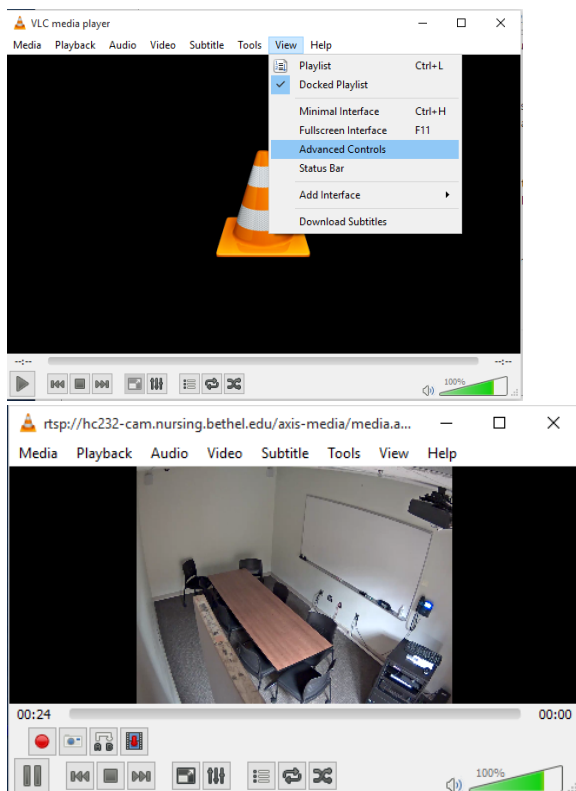 VLC media player
Media Playback Audio Video Subtitle Tools View Help
Playlist Ctrl+L
Docked Playlist
Minimal Interface Ctrl+H
Fullscreen Interface F11
Advanced Controls
Status Bar
Add Interface
Download Subtitles
--:-- --:--
100%
rtsp://hc232-cam.nursing.bethel.edu/axis-media/media.a...
Media Playback Audio Video Subtitle Tools View Help
00:24 00:00
100%